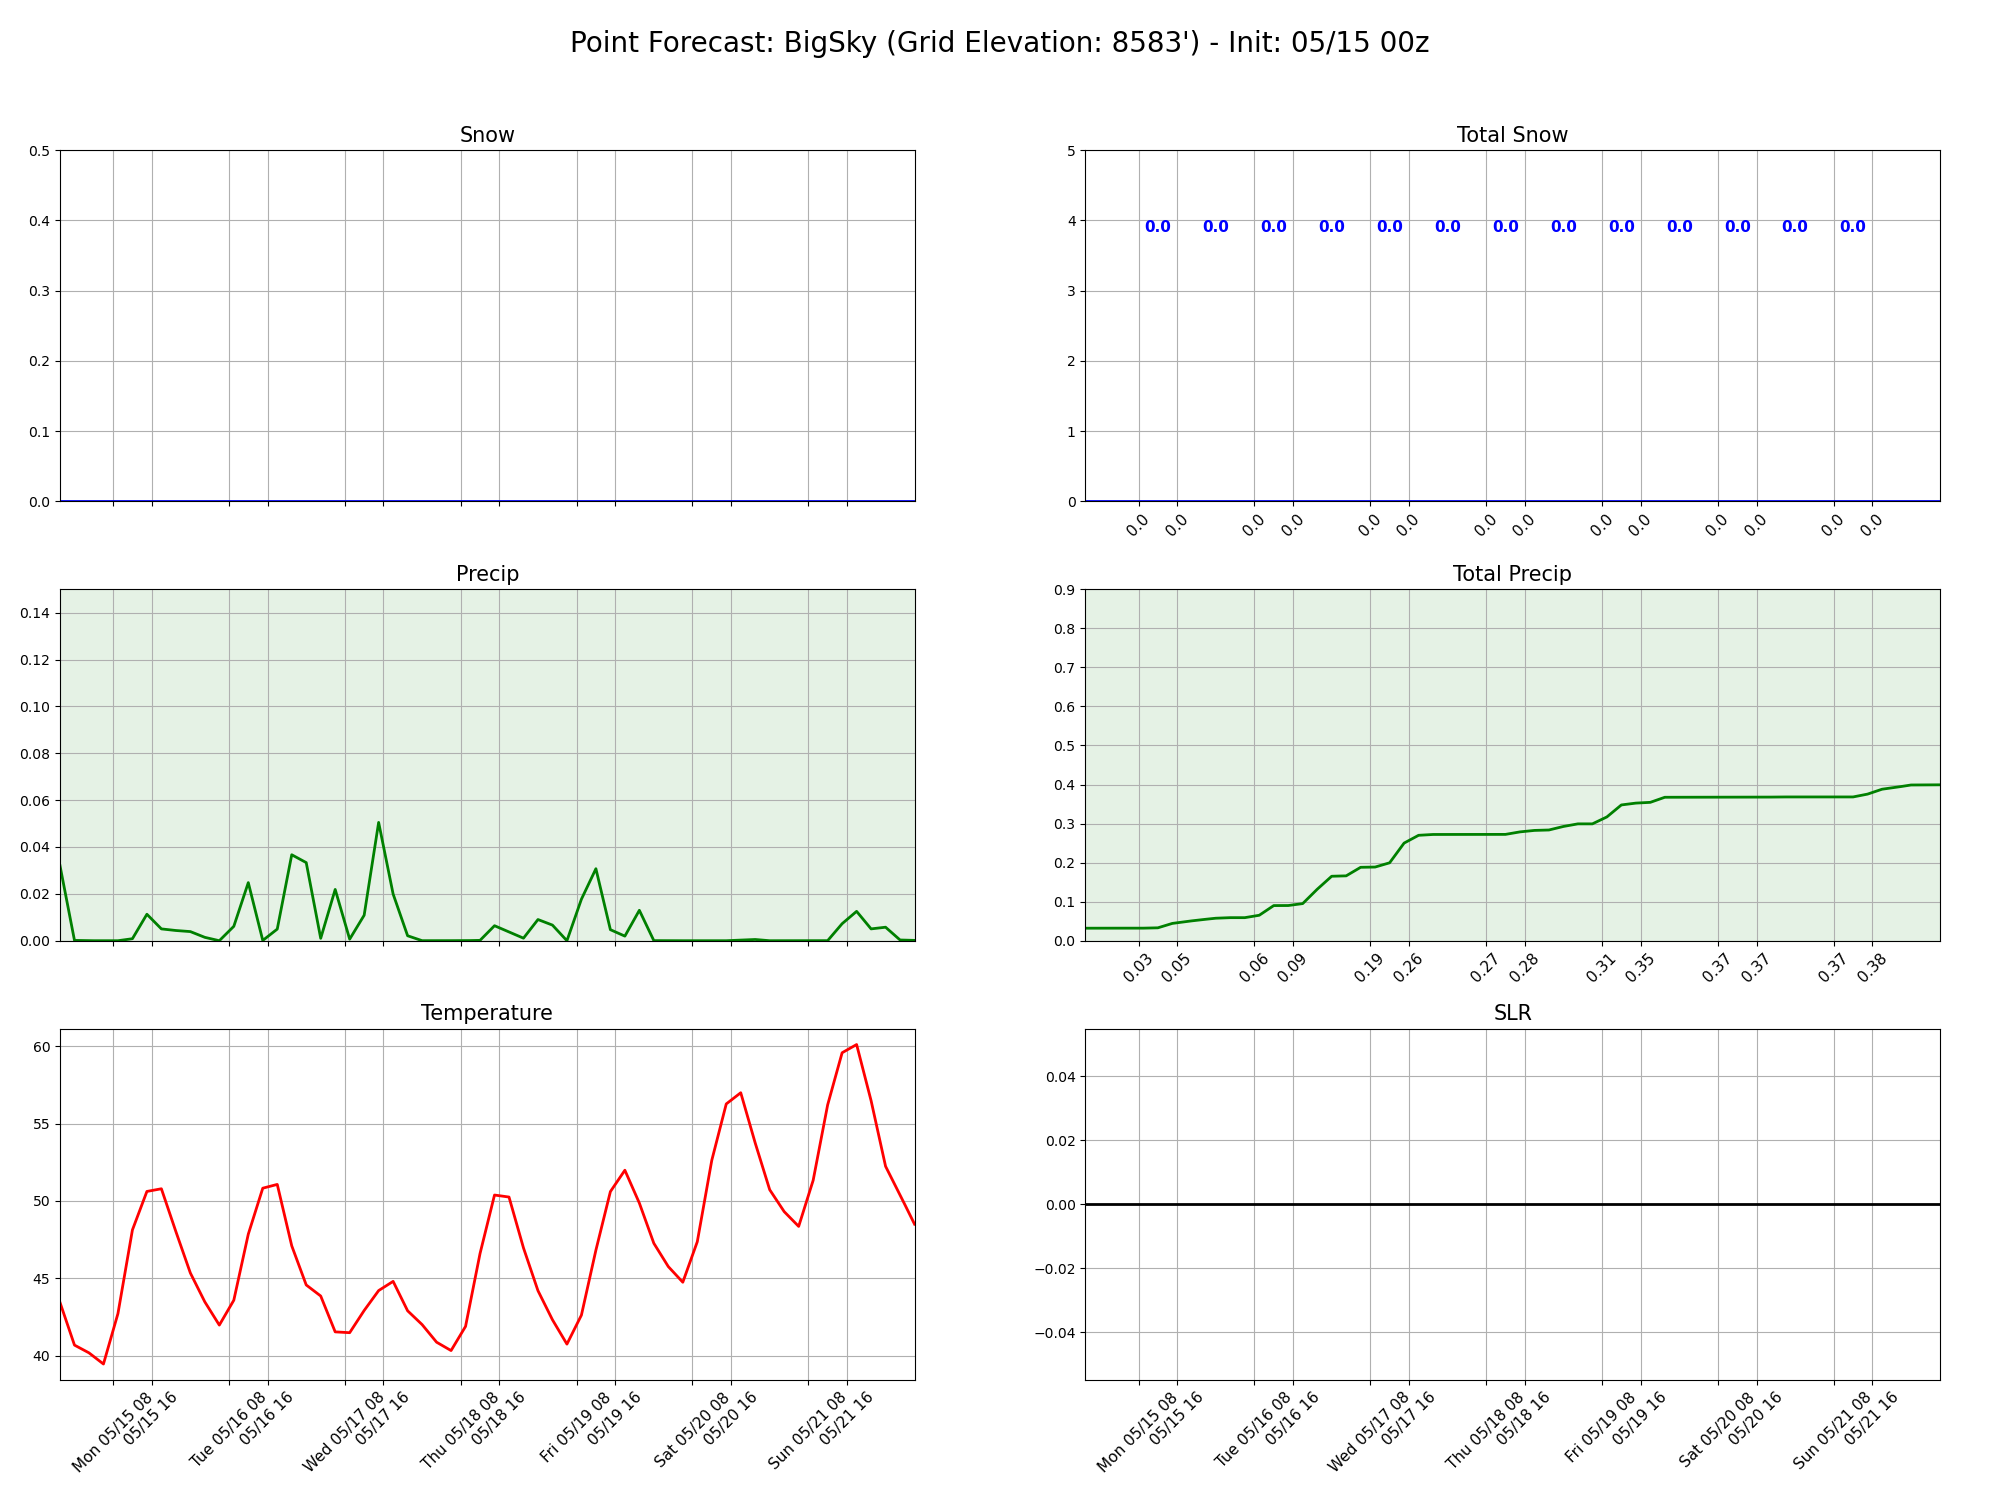 Point Forecast: BigSky (Grid Elevation: 8583') - Init: 05/15 00z
Snow
0.5
0.4
0.3
0.2
0.1
0.0
Total Snow
5
4
3
2
1
0
0.0 0.0 0.0 0.0 0.0 0.0 0.0 0.0 0.0 0.0 0.0 0.0 0.0
0.0 0.0 0.0 0.0 0.0 0.0 0.0 0.0 0.0 0.0 0.0 0.0 0.0 0.0
Precip
0.14
0.12
0.10
0.08
0.06
0.04
0.02
0.00
Total Precip
0.9
0.8
0.7
0.6
0.5
0.4
0.3
0.2
0.1
0.0
0.03 0.05 0.06 0.09 0.19 0.26 0.27 0.28 0.31 0.35 0.37 0.37 0.37 0.38
Temperature
60
55
50
45
40
Mon 05/15 08
05/15 16
Tue 05/16 08
05/16 16
Wed 05/17 08
05/17 16
Thu 05/18 08
05/18 16
Fri 05/19 08
05/19 16
Sat 05/20 08
05/20 16
Sun 05/21 08
05/21 16
SLR
0.04
0.02
0.00
−0.02
−0.04
Mon 05/15 08
05/15 16
Tue 05/16 08
05/16 16
Wed 05/17 08
05/17 16
Thu 05/18 08
05/18 16
Fri 05/19 08
05/19 16
Sat 05/20 08
05/20 16
Sun 05/21 08
05/21 16